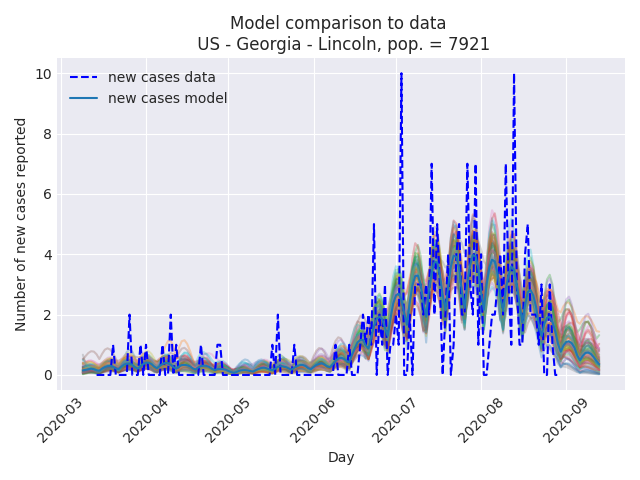 Model comparison to data
US - Georgia - Lincoln, pop. = 7921
new cases data
new cases model
Number of new cases reported
10
8
6
4
2
0
2020-03
2020-04
2020-05
2020-06
2020-07
2020-08
2020-09
Day